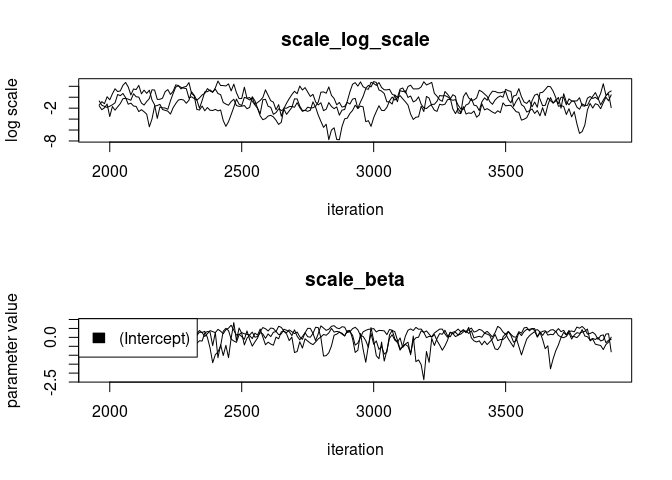 scale_log_scale
log scale
-2
-8
2000
2500
3000
3500
iteration
scale_beta
parameter value
0.0
-2.5
(Intercept)
2000
2500
3000
3500
iteration